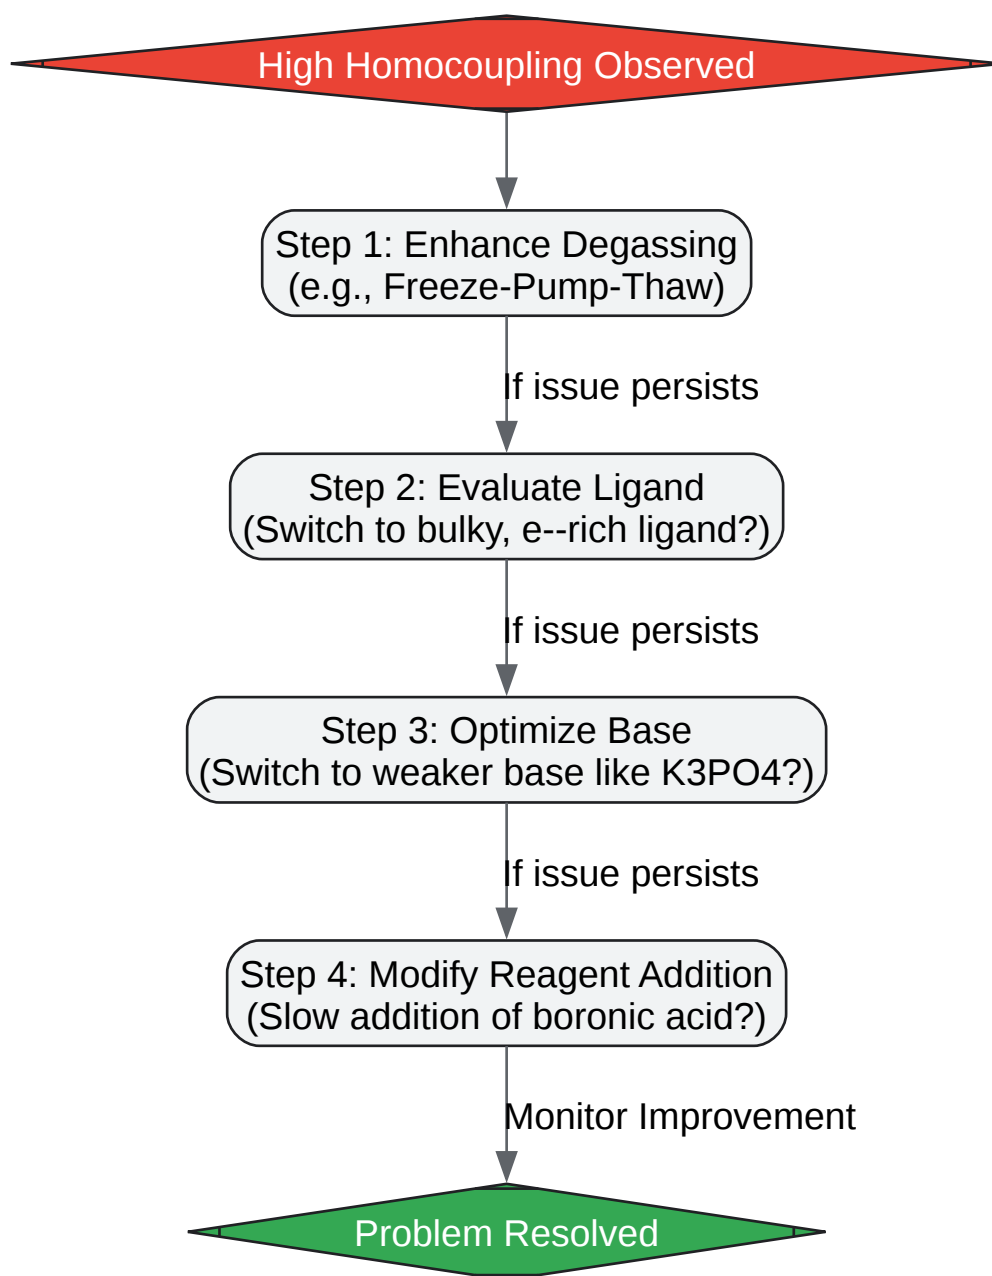 High Homocoupling Observed
Step 1: Enhance Degassing
(e.g., Freeze-Pump-Thaw)
If issue persists
Step 2: Evaluate Ligand
(Switch to bulky, e--rich ligand?)
If issue persists
Step 3: Optimize Base
(Switch to weaker base like K3PO4?)
If issue persists
Step 4: Modify Reagent Addition
(Slow addition of boronic acid?)
Monitor Improvement
Problem Resolved